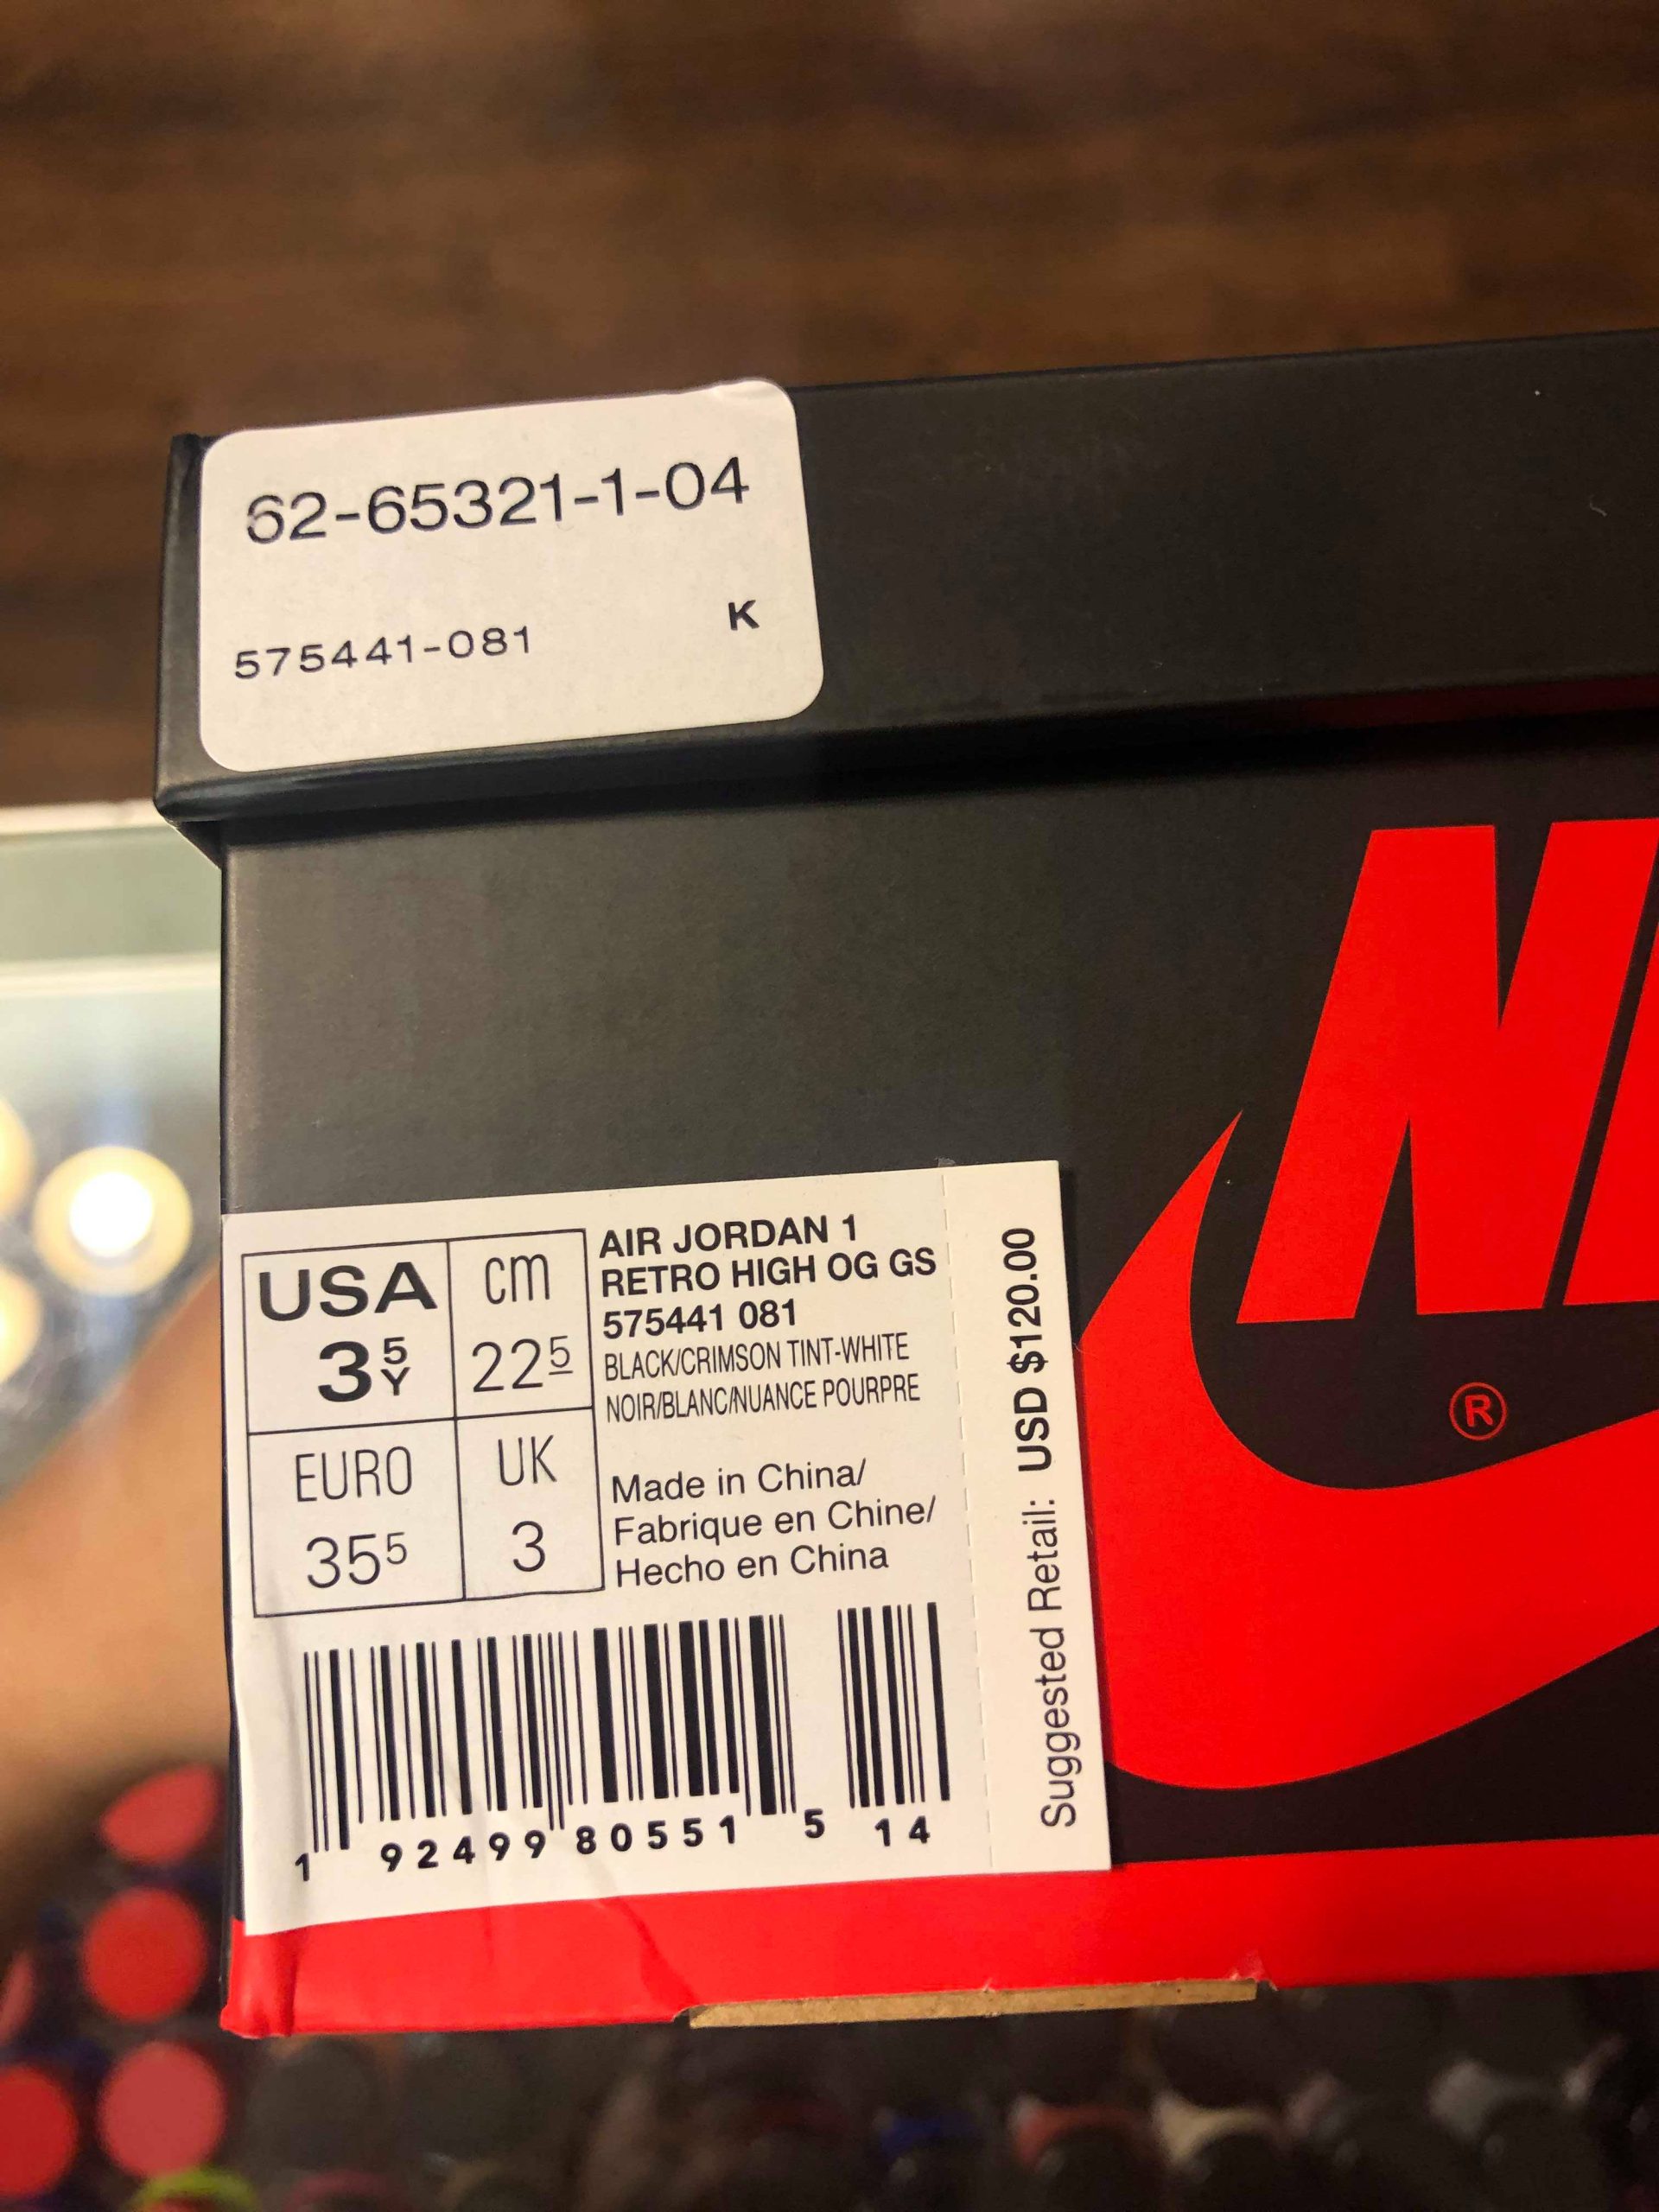 62-65321-1-04
575441-081 K
USA
3 5 Y
cm
22 5
EURO
35 5
UK
3
AIR JORDAN 1
RETRO HIGH OG GS
575441 081
BLACK/CRIMSON TINT-WHITE
NOIR/BLANC/NUANCE POURPRE
Made in China/
Fabrique en Chine/
Hecho en China
1 92499 80551 5 14
Suggested Retail: USD $120.00
®